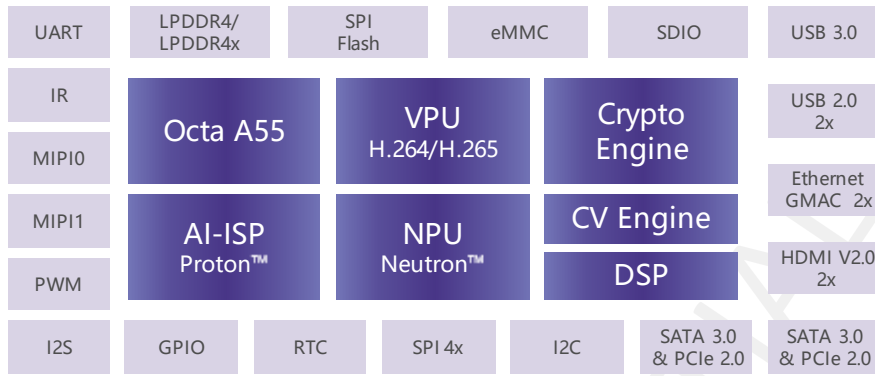 UART
LPDDR4/
LPDDR4x
SPI
Flash
eMMC
SDIO
USB 3.0
IR
MIPI0
MIPI1
PWM
Octa A55
VPU
H.264/H.265
Crypto
Engine
AI-ISP
Proton™
NPU
Neutron™
CV Engine
DSP
USB 2.0
2x
Ethernet
GMAC 2x
HDMI V2.0
2x
I2S
GPIO
RTC
SPI 4x
I2C
SATA 3.0
& PCIe 2.0
SATA 3.0
& PCIe 2.0